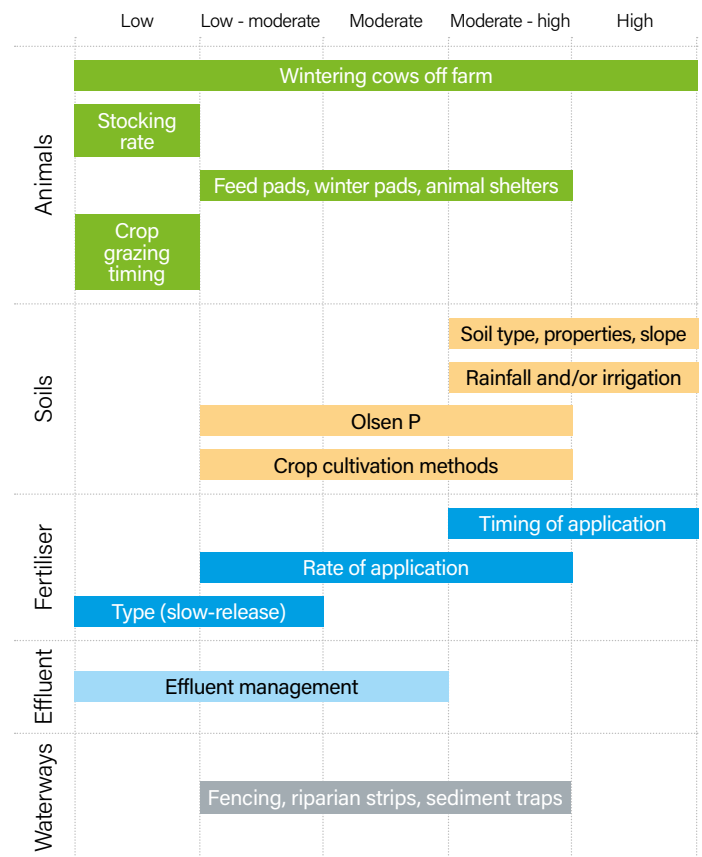 Low
Low - moderate
Moderate
Moderate - high
High
Animals
Wintering cows off farm
Stocking
rate
Feed pads, winter pads, animal shelters
Crop
grazing
timing
Soils
Soil type, properties, slope
Rainfall and/or irrigation
Olsen P
Crop cultivation methods
Fertiliser
Timing of application
Rate of application
Type (slow-release)
Effluent
Effluent management
Waterways
Fencing, riparian strips, sediment traps